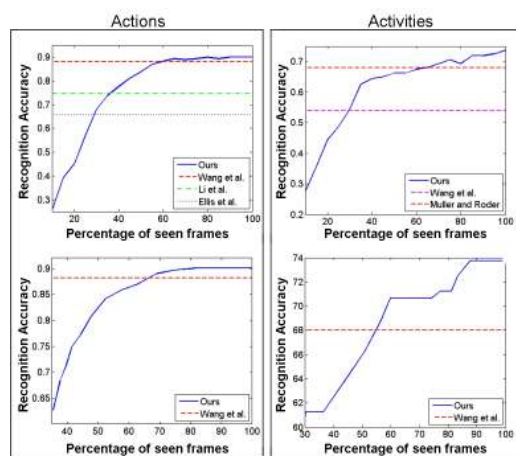 Actions
Activities
Recognition Accuracy
0.9
0.8
0.7
0.6
0.5
0.4
0.3
Ours
Wang et al.
Li et al.
Ellis et al.
20 40 60 80 100
Percentage of seen frames
Recognition Accuracy
0.7
0.6
0.5
0.4
0.3
0.2
Ours
Wang et al.
Muller and Roder
20 40 60 80 100
Percentage of seen frames
Recognition Accuracy
0.9
0.85
0.8
0.75
0.7
0.65
Ours
Wang et al.
40 50 60 70 80 90 100
Percentage of seen frames
Recognition Accuracy
74
72
70
68
66
64
62
60
Ours
Wang et al.
30 40 50 60 70 80 90 100
Percentage of seen frames